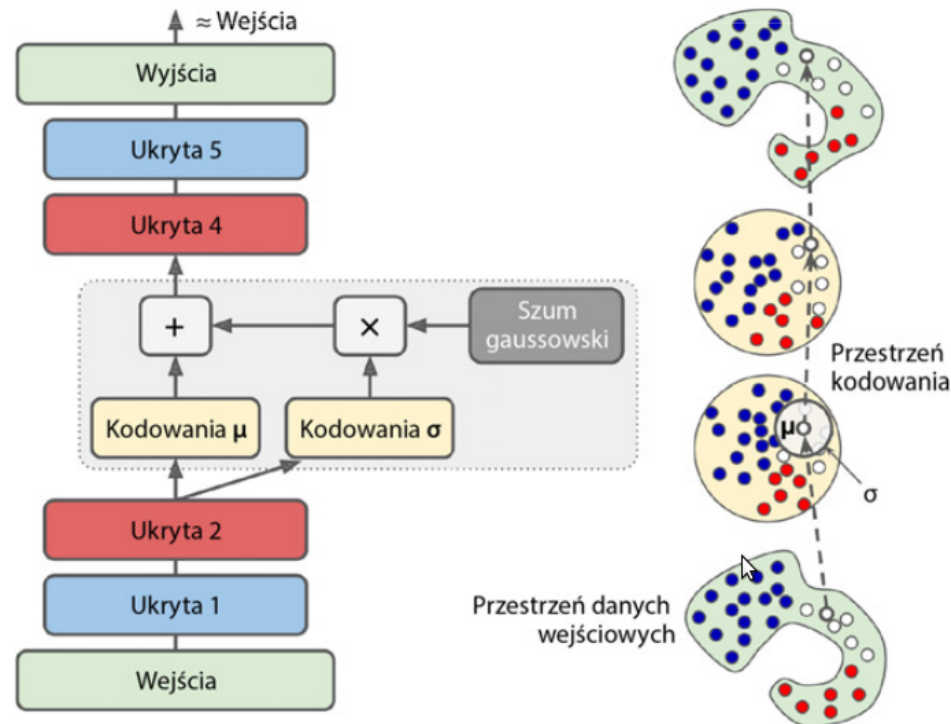 ≈ Wejścia
Wyjścia
Ukryta 5
Ukryta 4
+
×
Szum
gaussowski
Kodowania μ
Kodowania σ
Ukryta 2
Ukryta 1
Wejścia
Przestrzeń
kodowania
μ
σ
Przestrzeń danych
wejściowych